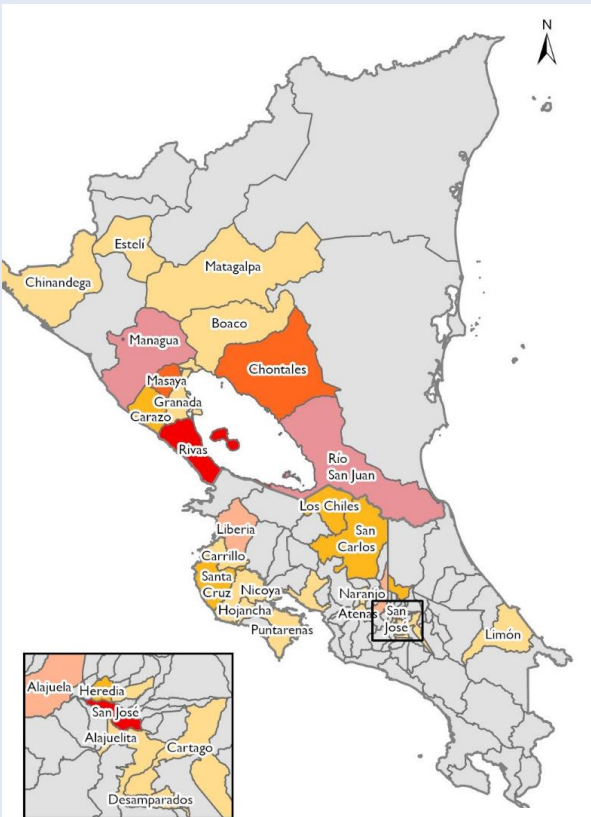 N
Estelí
Matagalpa
Chinandega
Boaco
Managua
Chontales
Masaya
Granada
Carazo
Rivas
Río
San Juan
Los Chiles
Liberia
San
Carlos
Carrillo
Santa
Cruz
Nicoya
Naranjo
Hojancha
Atenas
San
José
Puntarenas
Limón
Alajuela
Heredia
San José
Alajuelita
Cartago
Desamparados